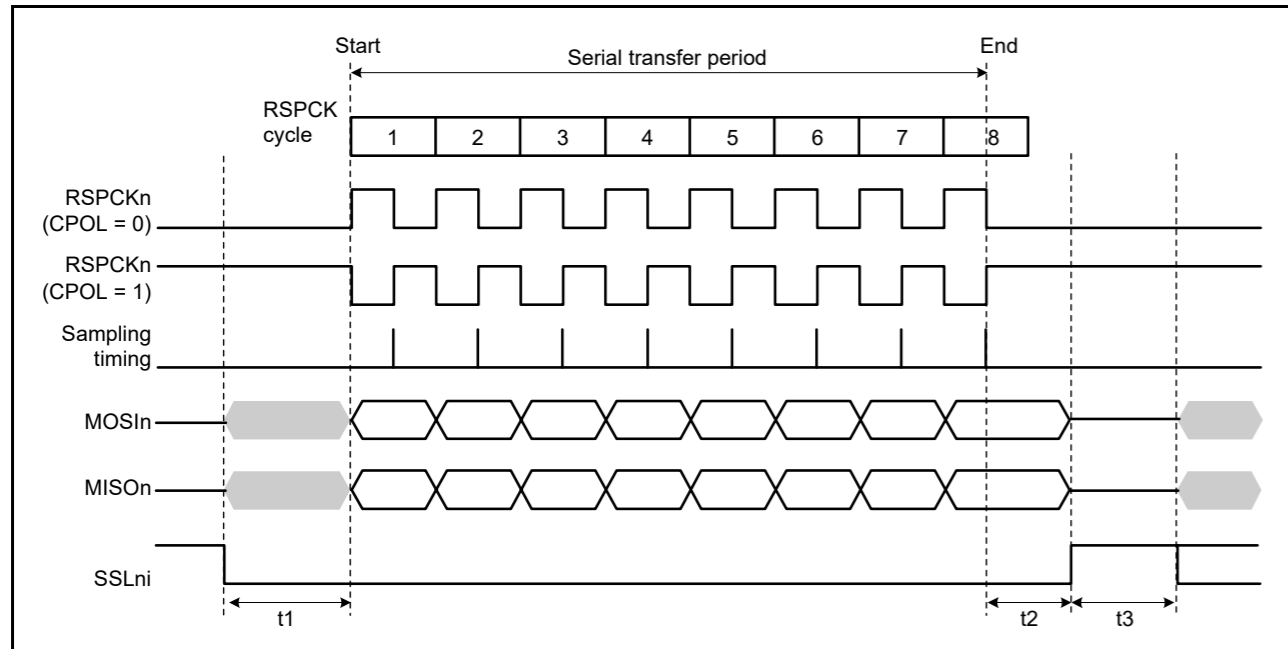 Start
End
Serial transfer period
RSPCK
cycle
1 2 3 4 5 6 7 8
RSPCKn
(CPOL = 0)
RSPCKn
(CPOL = 1)
Sampling
timing
MOSIn
MISOn
SSLni
t1
t2
t3